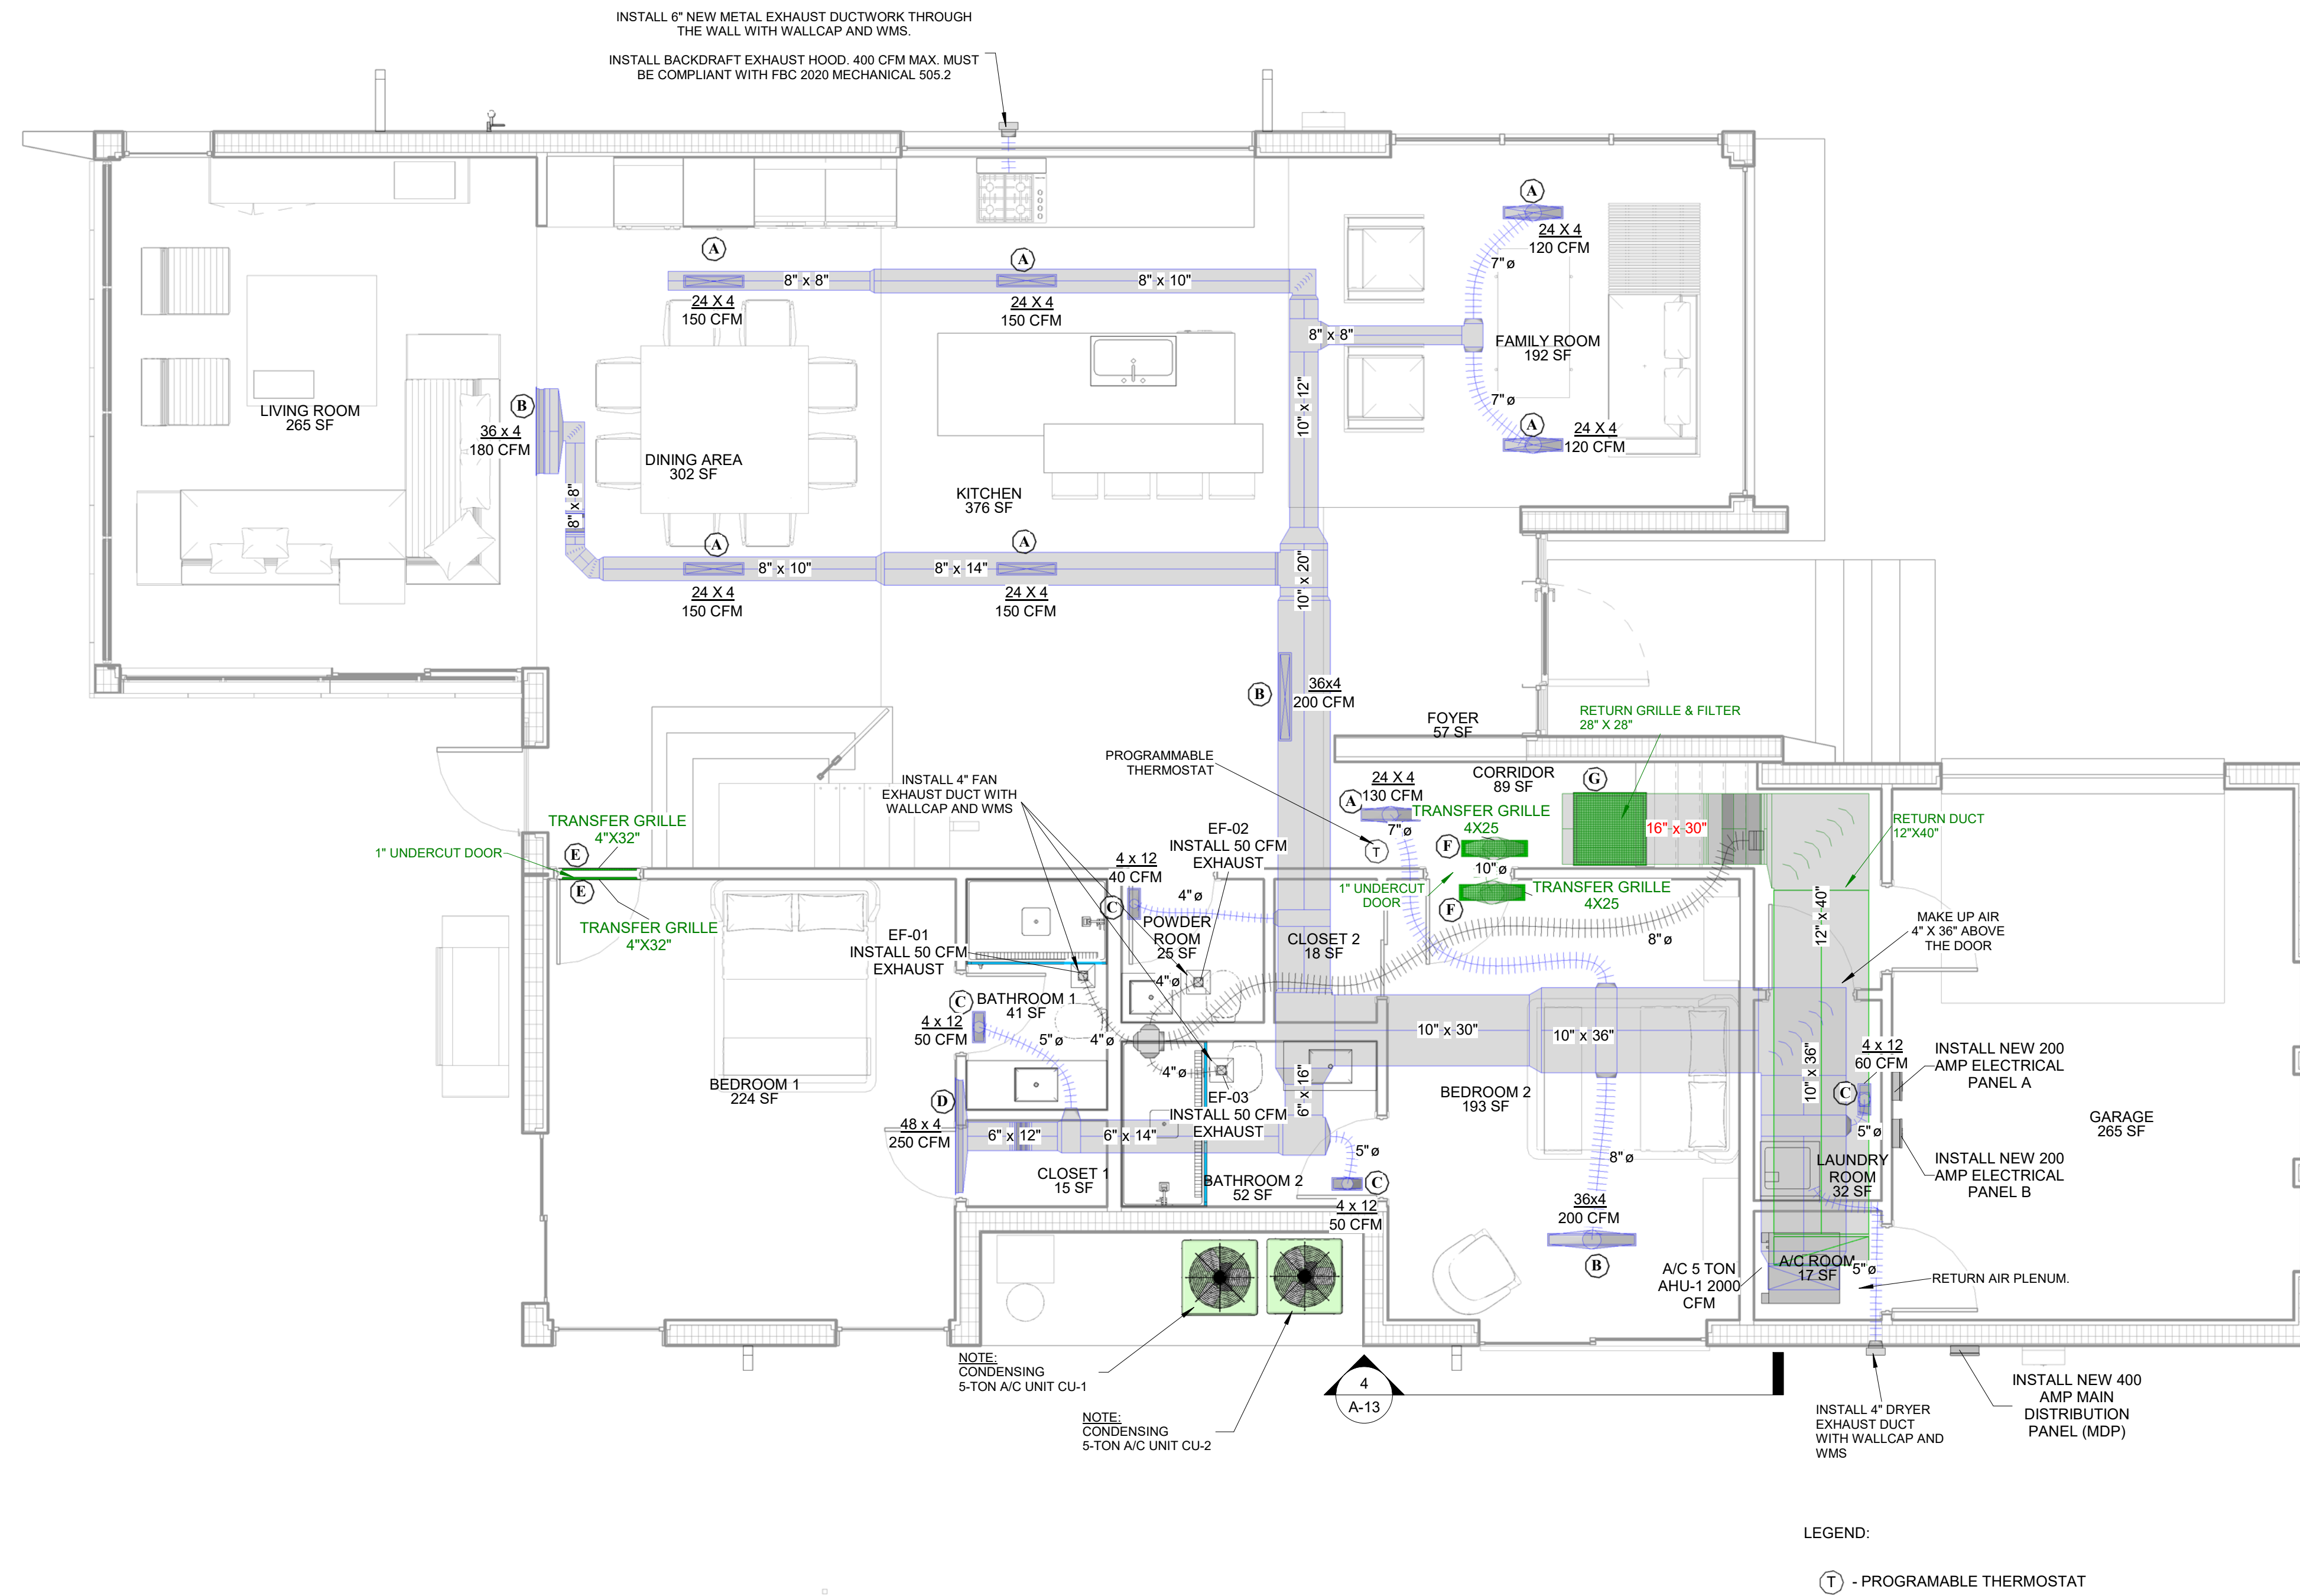 INSTALL 6" NEW METAL EXHAUST DUCTWORK THROUGH
THE WALL WITH WALLCAP AND WMS.
INSTALL BACKDRAFT EXHAUST HOOD. 400 CFM MAX. MUST
BE COMPLIANT WITH FBC 2020 MECHANICAL 505.2
A
24 X 4
120 CFM
7"ø
A
A
8" x 8"
8" x 10"
24 X 4
150 CFM
24 X 4
150 CFM
8" x 8"
FAMILY ROOM
192 SF
7"ø
A
24 X 4
120 CFM
10" x 12"
LIVING ROOM
265 SF
B
36 x 4
180 CFM
8" x 8"
DINING AREA
302 SF
KITCHEN
376 SF
A
A
8" x 10"
8" x 14"
24 X 4
150 CFM
24 X 4
150 CFM
10" x 20"
B
36x4
200 CFM
FOYER
57 SF
RETURN GRILLE & FILTER
28" X 28"
PROGRAMMABLE
THERMOSTAT
CORRIDOR
89 SF
G
24 X 4
130 CFM
A
7"ø
T
TRANSFER GRILLE
4X25
F
10"ø
16" x 30"
RETURN DUCT
12"X40"
INSTALL 4" FAN
EXHAUST DUCT WITH
WALLCAP AND WMS
TRANSFER GRILLE
4"X32"
1" UNDERCUT DOOR
E
E
TRANSFER GRILLE
4"X32"
EF-02
INSTALL 50 CFM
EXHAUST
4 x 12
40 CFM
C
4"ø
POWDER
ROOM
25 SF
4"ø
1" UNDERCUT
DOOR
F
TRANSFER GRILLE
4X25
8"ø
12" x 40"
MAKE UP AIR
4" X 36" ABOVE
THE DOOR
CLOSET 2
18 SF
EF-01
INSTALL 50 CFM
EXHAUST
C
BATHROOM 1
41 SF
4 x 12
50 CFM
5"ø
4"ø
4"ø
10" x 30"
10" x 36"
10" x 36"
4 x 12
60 CFM
C
5"ø
INSTALL NEW 200
AMP ELECTRICAL
PANEL A
BEDROOM 1
224 SF
D
48 x 4
250 CFM
6" x 12"
6" x 14"
6" x 16"
EF-03
INSTALL 50 CFM
EXHAUST
BEDROOM 2
193 SF
GARAGE
265 SF
5"ø
C
4 x 12
50 CFM
CLOSET 1
15 SF
BATHROOM 2
52 SF
8"ø
LAUNDRY
ROOM
32 SF
INSTALL NEW 200
AMP ELECTRICAL
PANEL B
36x4
200 CFM
B
A/C 5 TON
AHU-1 2000
CFM
A/C ROOM
17 SF
5"ø
RETURN AIR PLENUM.
NOTE:
CONDENSING
5-TON A/C UNIT CU-1
NOTE:
CONDENSING
5-TON A/C UNIT CU-2
4
A-13
INSTALL 4" DRYER
EXHAUST DUCT
WITH WALLCAP AND
WMS
INSTALL NEW 400
AMP MAIN
DISTRIBUTION
PANEL (MDP)
LEGEND:
T - PROGRAMABLE THERMOSTAT